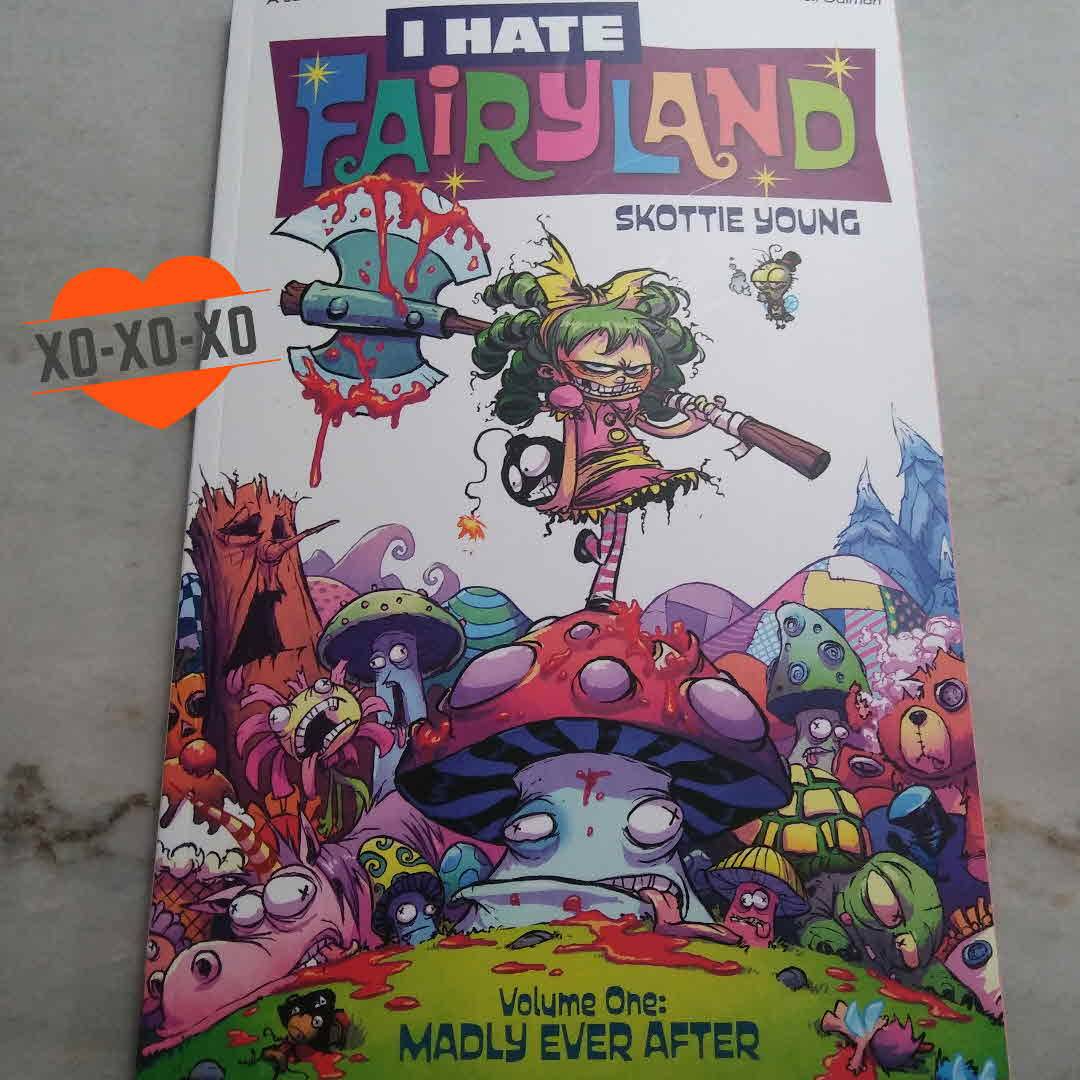 I HATE
FAiRYLAND
SKOTTIE YOUNG
XO-XO-XO
Volume One:
MADLY EVER AFTER